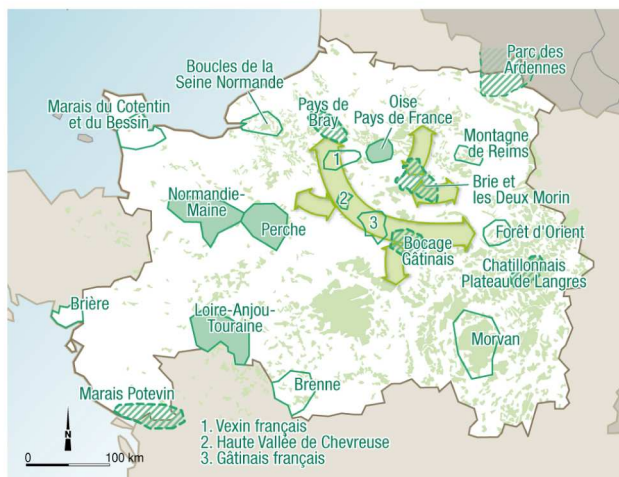 Parc des
Ardennes
Boucles de la
Seine Normande
Marais du Cotentin
et du Bessin
Pays de
Bray
Oise
Pays de France
Montagne
de Reims
1
Brie et
les Deux Morin
Normandie-
Maine
2
Perche
3
Bocage
Gâtinais
Forêt d'Orient
Chatillonnais
Plateau de Langres
Brière
Loire-Anjou-
Touraine
Morvan
Brenne
Marais Potevin
1. Vexin français
2. Haute Vallée de Chevreuse
3. Gâtinais français
N
0 100 km